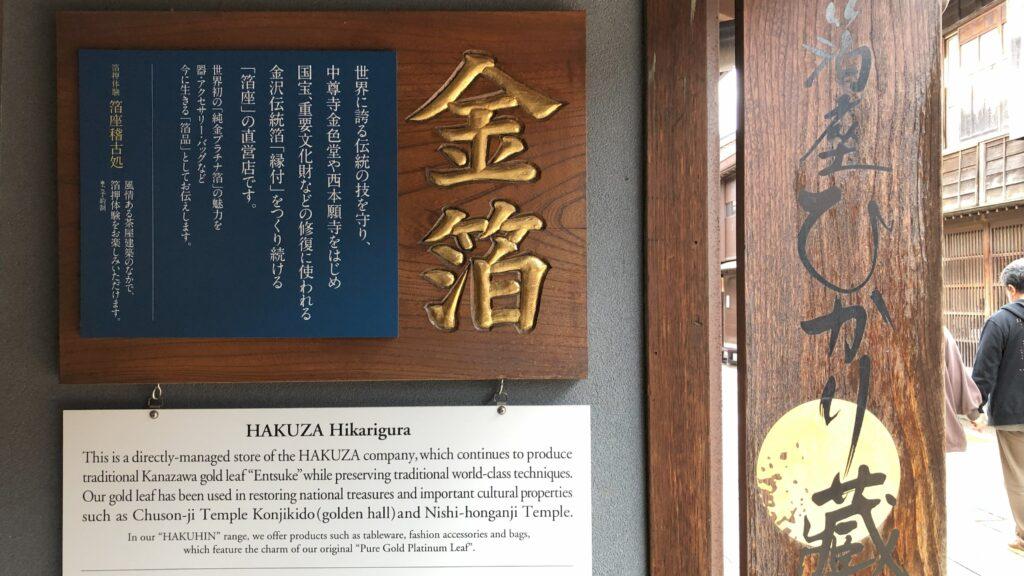 金箔
世界に誇る伝統の技を守り、
中尊寺金色堂や西本願寺をはじめ
国宝、重要文化財などの修復に使われる
金沢伝統箔「縁付」をつくり続ける
「箔座」の直営店です。
世界初の「純金プラチナ箔」の魅力を
器・アクセサリー・バッグなど
今に生きる「箔品」としてお伝えします。
箔押体験 箔座稽古処
風情ある茶屋建築のなかで、
箔押体験をお楽しみいただけます。
HAKUZA Hikarigura
This is a directly-managed store of the HAKUZA company, which continues to produce
traditional Kanazawa gold leaf "Entsuke" while preserving traditional world-class techniques.
Our gold leaf has been used in restoring national treasures and important cultural properties
such as Chuson-ji Temple Konjikido (golden hall) and Nishi-honganji Temple.
In our "HAKUHIN" range, we offer products such as tableware, fashion accessories and bags,
which feature the charm of our original "Pure Gold Platinum Leaf".
箔座ひかり藏